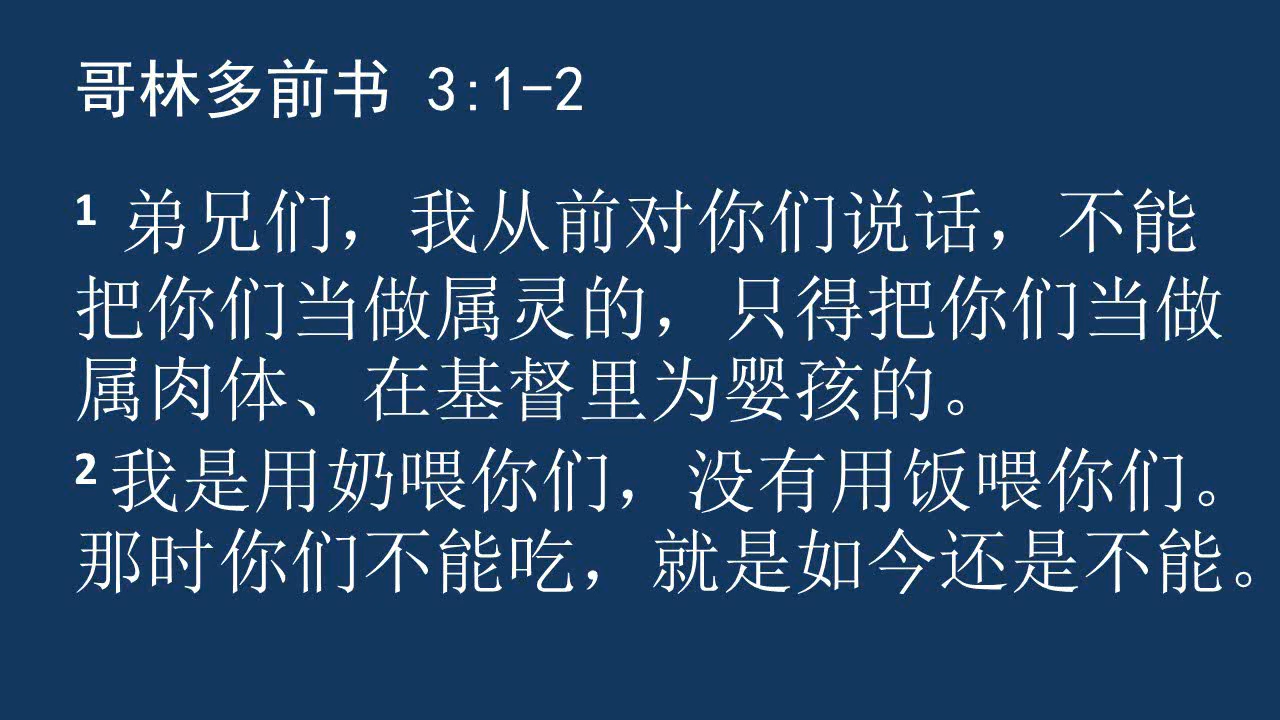 哥林多前书 3:1-2
1 弟兄们，我从前对你们说话，不能
把你们当做属灵的，只得把你们当做
属肉体、在基督里为婴孩的。
2 我是用奶喂你们，没有用饭喂你们。
那时你们不能吃，就是如今还是不能。